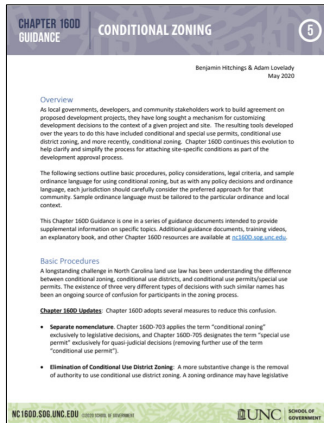 CHAPTER 160D
GUIDANCE
CONDITIONAL ZONING
5
Benjamin Hitchings & Adam Lovelady
May 2020
Overview
As local governments, developers, and community stakeholders work to build agreement on
proposed development projects, they have long sought a mechanism for customizing
development decisions to the context of a given project and site. The resulting tools developed
over the years to do this have included conditional and special use permits, conditional use
district zoning, and more recently, conditional zoning. Chapter 160D continues this evolution to
help clarify and simplify the process for attaching site-specific conditions as part of the
development approval process.
The following sections outline basic procedures, policy considerations, legal criteria, and sample
ordinance language for using conditional zoning, but as with any policy decisions and ordinance
language, each jurisdiction should carefully consider the preferred approach for that
community. Sample ordinance language must be tailored to the particular ordinance and local
context.
This Chapter 160D Guidance is one in a series of guidance documents intended to provide
supplemental information on specific topics. Additional guidance documents, training videos,
an explanatory book, and other Chapter 160D resources are available at nc160D.sog.unc.edu.
Basic Procedures
A longstanding challenge in North Carolina land use law has been understanding the difference
between conditional zoning, conditional use districts, and conditional use permits/special use
permits. The existence of three very different types of decisions with such similar names has
been an ongoing source of confusion for participants in the zoning process.
Chapter 160D Updates: Chapter 160D adopts several measures to reduce this confusion.
• Separate nomenclature. Chapter 160D-703 applies the term “conditional zoning”
exclusively to legislative decisions, and Chapter 160D-705 designates the term “special use
permit” exclusively for quasi-judicial decisions (removing further use of the term
“conditional use permit”).
• Elimination of Conditional Use District Zoning: A more substantive change is the removal
of authority to use conditional use district zoning. A zoning ordinance may have legislative
NC160D.SOG.UNC.EDU
UNC SCHOOL OF
GOVERNMENT